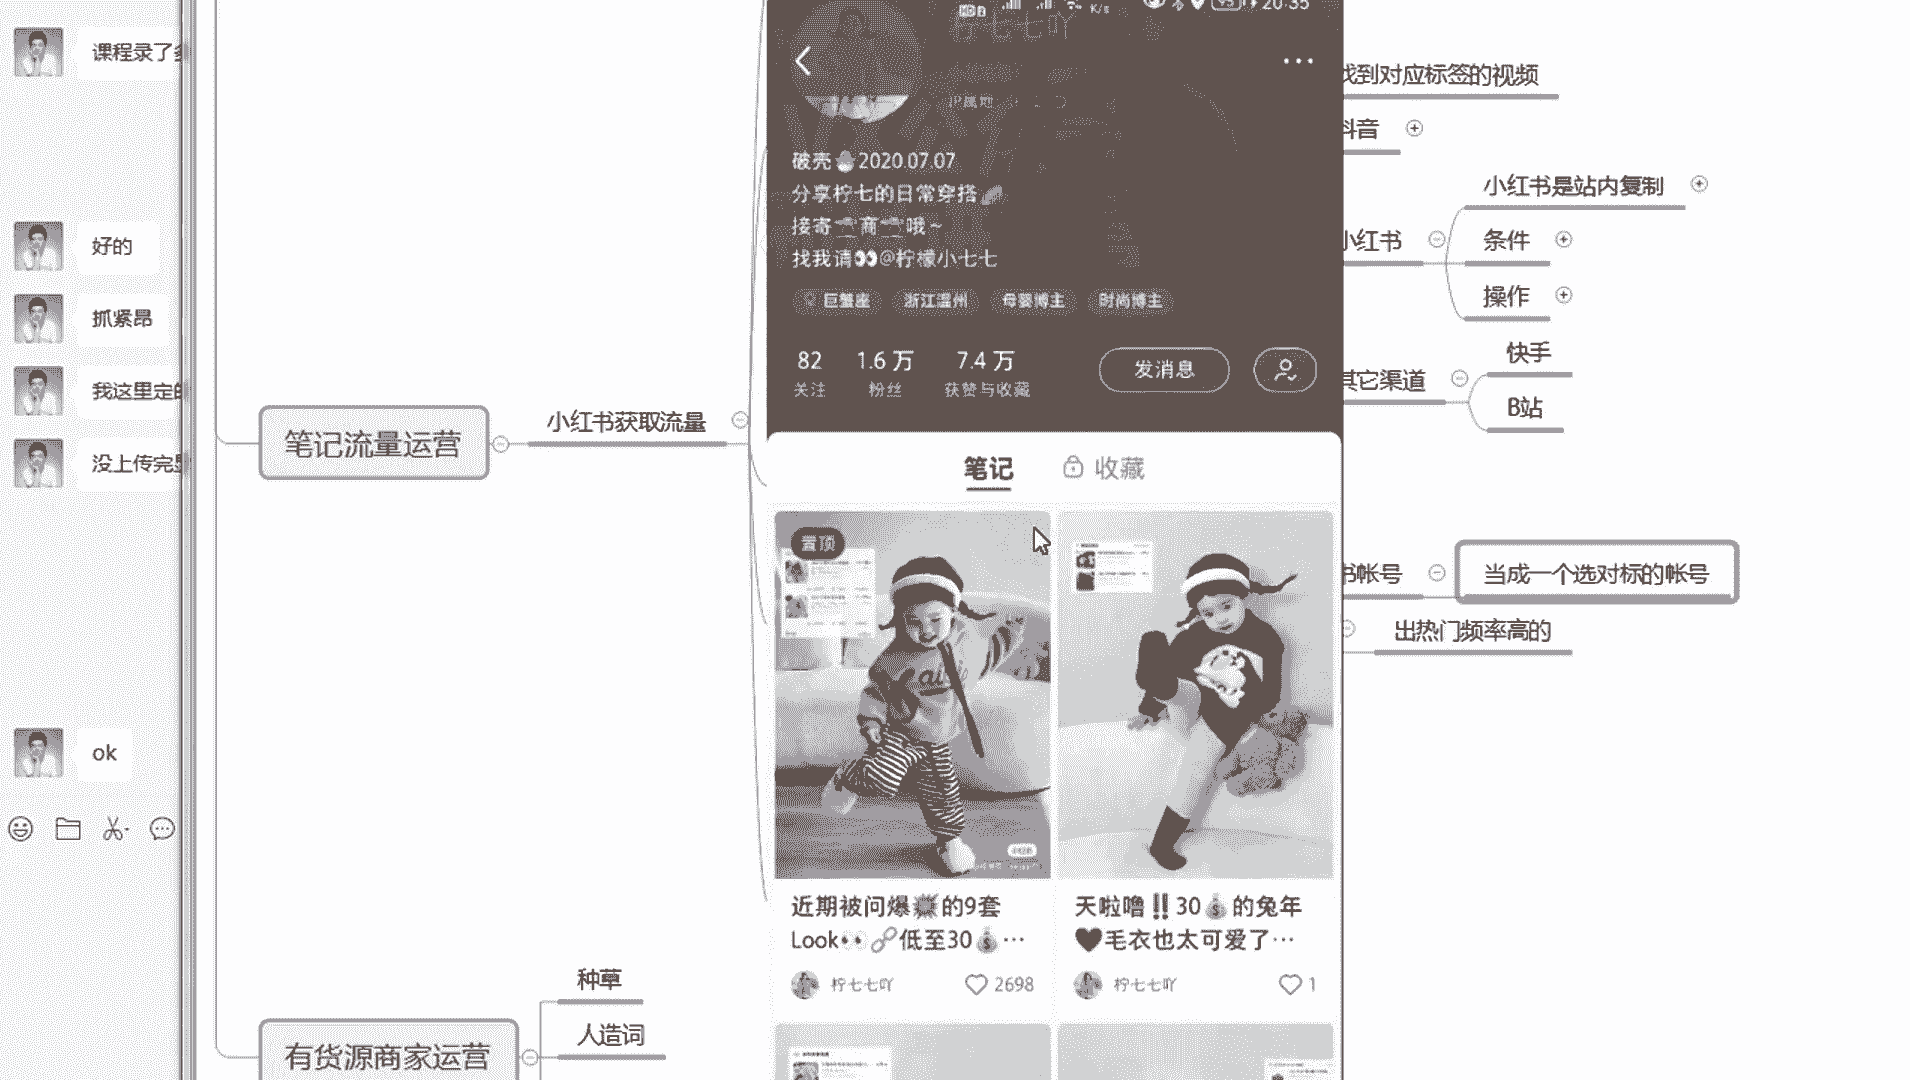 课程录了
好的
抓紧昂
我这里定的
没上传完
ok
笔记流量运营
小红书获取流量
有货源商家运营
种草
人造词
20:35
K/s
柠七七吖
IP属地
破壳🐣2020.07.07
分享柠七的日常穿搭
接寄 商 哦~
找我请👀@柠檬小七七
巨蟹座 浙江温州 母婴博主 时尚博主
82 1.6万 7.4万
关注 粉丝 获赞与收藏
发消息
笔记 收藏
置顶
近期被问爆💥的9套
Look👀🔗低至30💰…
柠七七吖 2698
天啦噜‼️30💰的兔年
❤毛衣也太可爱了…
柠七七吖 1
找到对应标签的视频
抖音
小红书
小红书是站内复制
条件
操作
其它渠道
快手
B站
书帐号
当成一个选对标的帐号
出热门频率高的